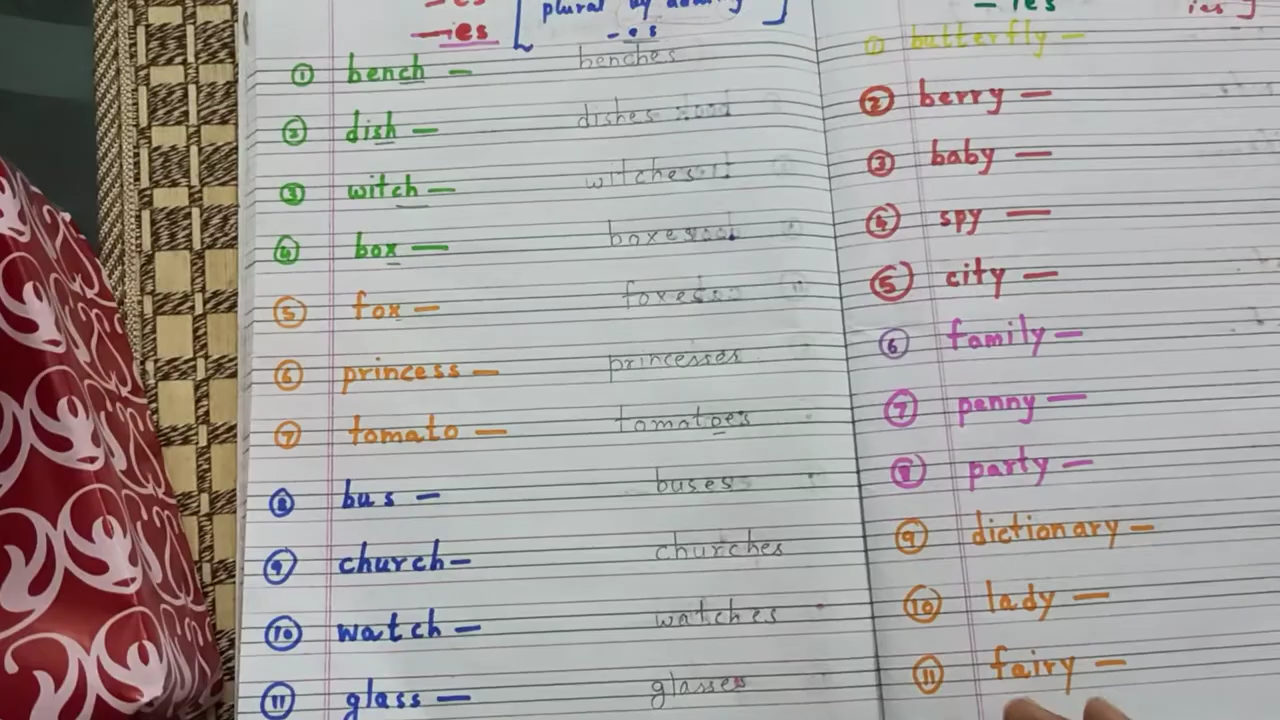 -es
-ies [ plural by adding ]
-es
① bench - benches
② dish - dishes
③ witch - witches
④ box - boxes
⑤ fox - foxes
⑥ princess - princesses
⑦ tomato - tomatoes
⑧ bus - buses
⑨ church- churches
⑩ watch - watches
⑪ glass - glasses
- ies ies ]
① butterfly -
② berry -
③ baby -
④ spy -
⑤ city -
⑥ family -
⑦ penny -
⑧ party -
⑨ dictionary -
⑩ lady -
⑪ fairy -